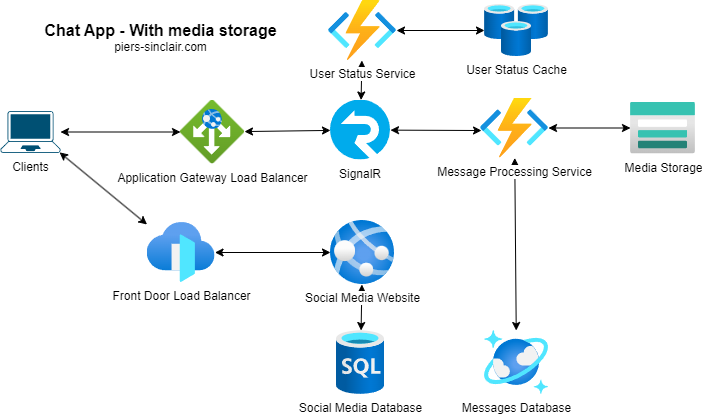 Chat App - With media storage
piers-sinclair.com
User Status Service
User Status Cache
Clients
Application Gateway Load Balancer
SignalR
Message Processing Service
Media Storage
Front Door Load Balancer
Social Media Website
SQL
Social Media Database
Messages Database